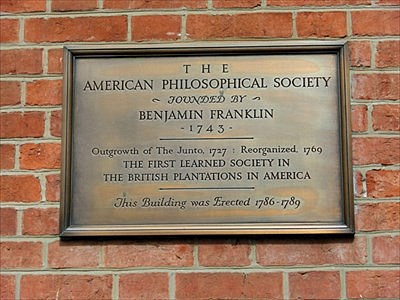 THE
AMERICAN PHILOSOPHICAL SOCIETY
~ FOUNDED BY ~
BENJAMIN FRANKLIN
- 1743 -
Outgrowth of The Junto, 1727 : Reorganized, 1769
THE FIRST LEARNED SOCIETY IN
THE BRITISH PLANTATIONS IN AMERICA
This Building was Erected 1786-1789